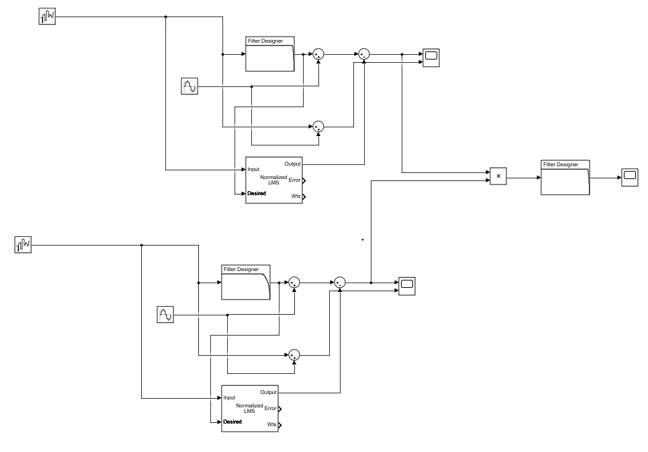 Filter Designer
Output
Input
Normalized
LMS
Error
Desired
Wts
Filter Designer
×
Filter Designer
Output
Input
Normalized
LMS
Error
Desired
Wts